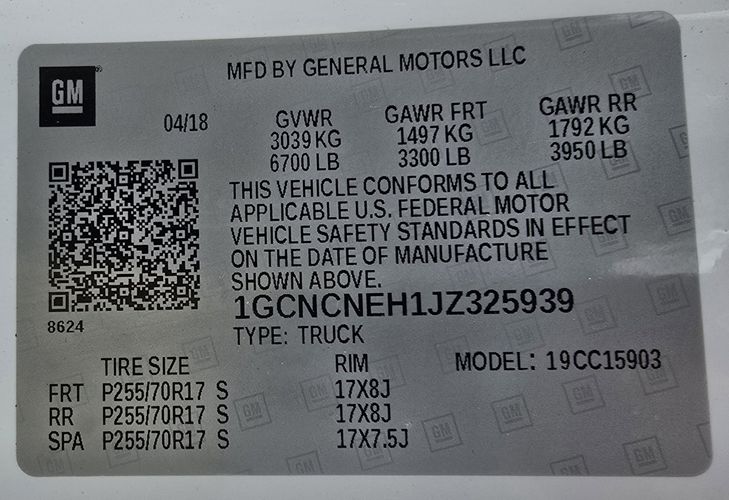 MFD BY GENERAL MOTORS LLC
GM
04/18 GVWR GAWR FRT GAWR RR
3039 KG 1497 KG 1792 KG
6700 LB 3300 LB 3950 LB
THIS VEHICLE CONFORMS TO ALL
APPLICABLE U.S. FEDERAL MOTOR
VEHICLE SAFETY STANDARDS IN EFFECT
ON THE DATE OF MANUFACTURE
SHOWN ABOVE.
1GCNCNEH1JZ325939
8624
TYPE: TRUCK
TIRE SIZE RIM MODEL: 19CC15903
FRT P255/70R17 S 17X8J
RR P255/70R17 S 17X8J
SPA P255/70R17 S 17X7.5J